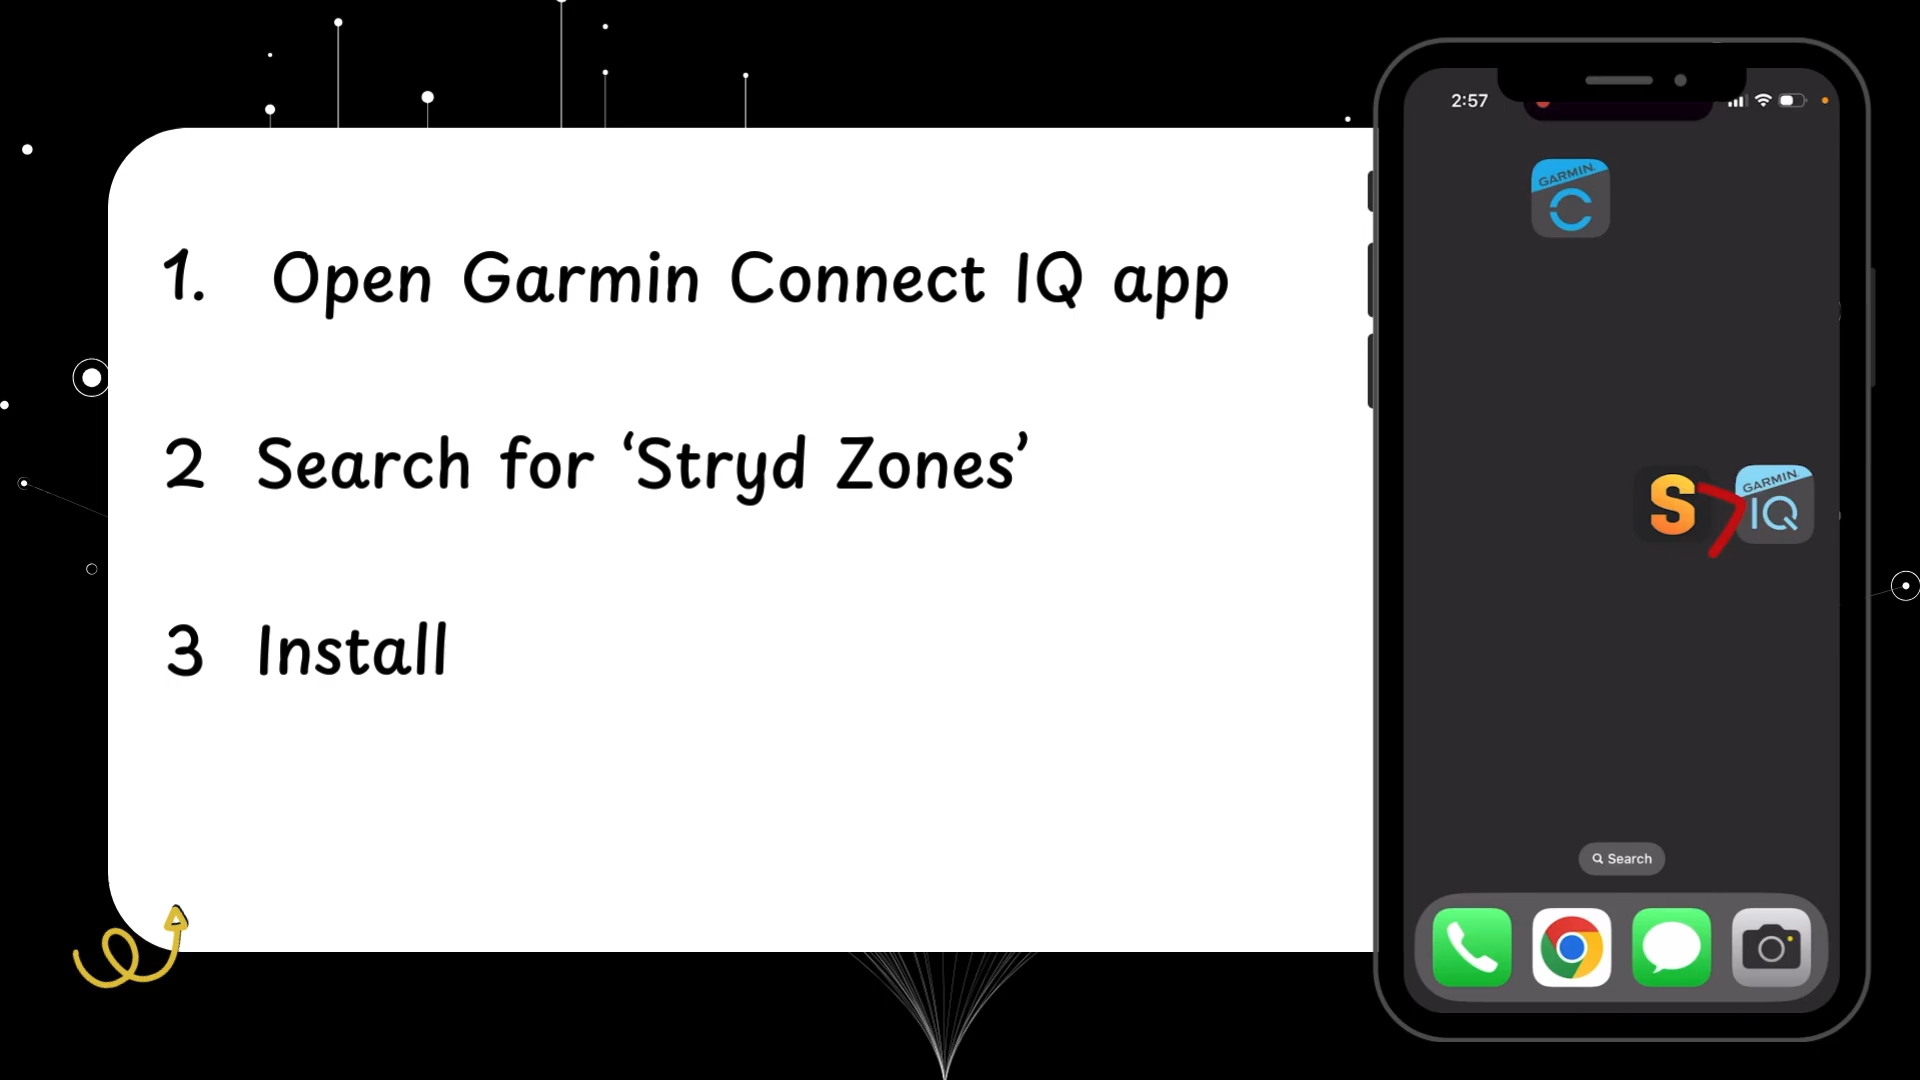 1. Open Garmin Connect IQ app
2 Search for ‘Stryd Zones’
3 Install
2:57
GARMIN
S
GARMIN
IQ
Search